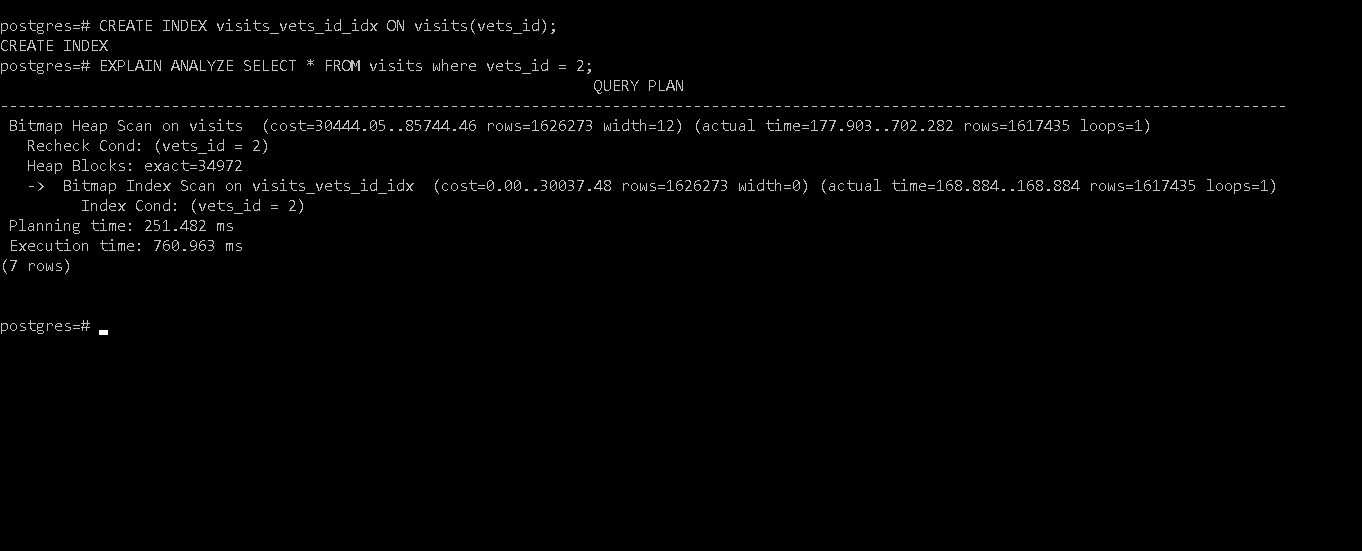 postgres=# CREATE INDEX visits_vets_id_idx ON visits(vets_id);
CREATE INDEX
postgres=# EXPLAIN ANALYZE SELECT * FROM visits where vets_id = 2;
QUERY PLAN
-----------------------------------------------------------------------------------------------------------------------------------------------
Bitmap Heap Scan on visits  (cost=30444.05..85744.46 rows=1626273 width=12) (actual time=177.903..702.282 rows=1617435 loops=1)
Recheck Cond: (vets_id = 2)
Heap Blocks: exact=34972
->  Bitmap Index Scan on visits_vets_id_idx  (cost=0.00..30037.48 rows=1626273 width=0) (actual time=168.884..168.884 rows=1617435 loops=1)
Index Cond: (vets_id = 2)
Planning time: 251.482 ms
Execution time: 760.963 ms
(7 rows)
postgres=#